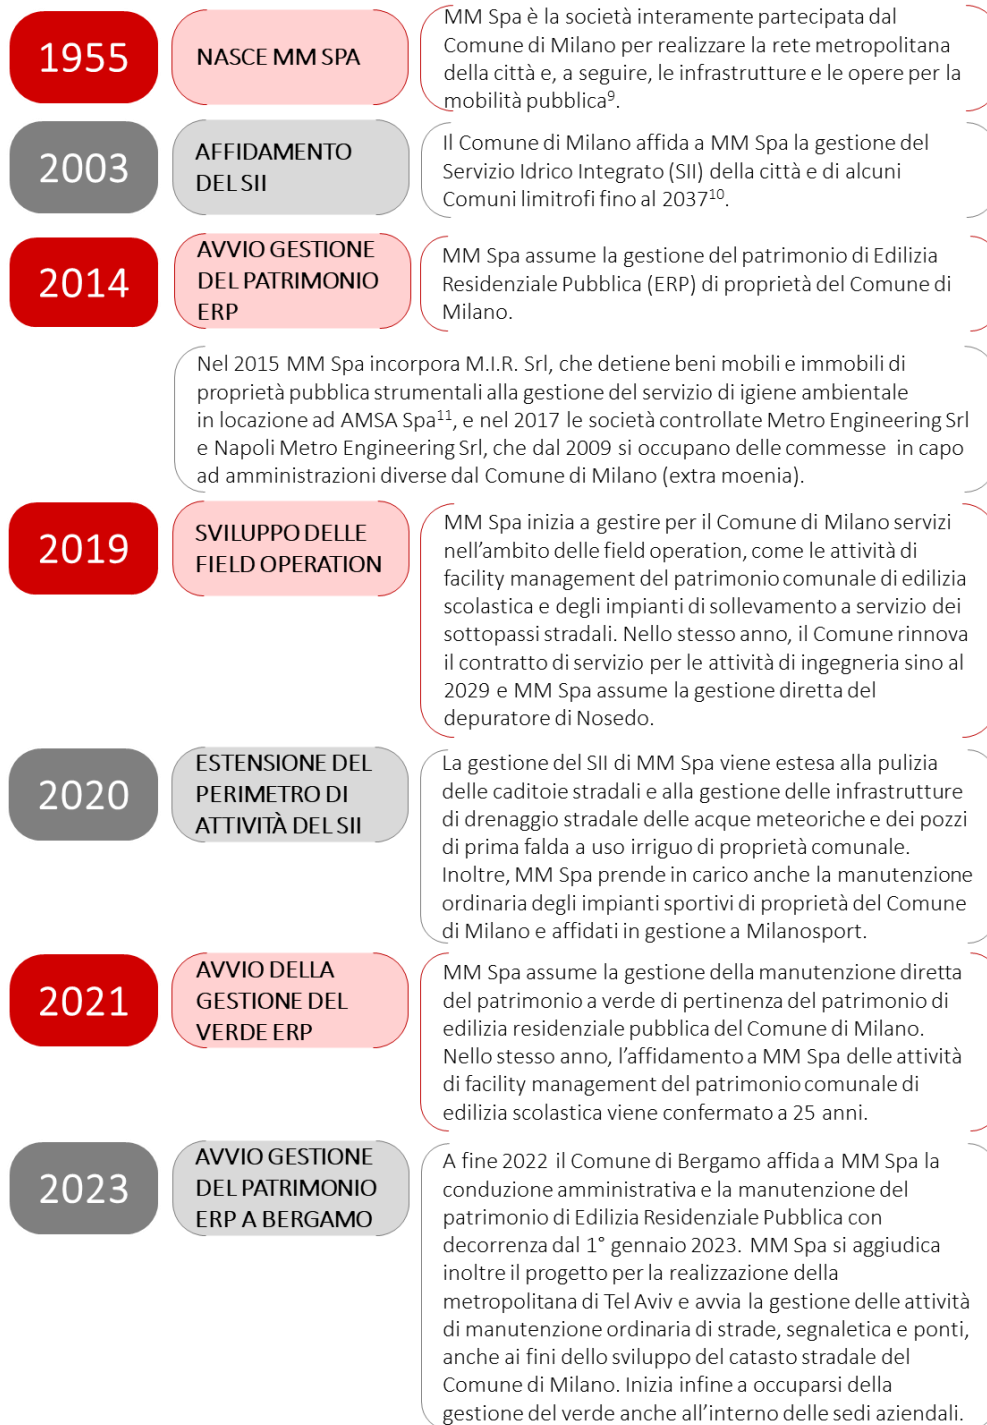 1955
NASCE MM SPA
MM Spa è la società interamente partecipata dal
Comune di Milano per realizzare la rete metropolitana
della città e, a seguire, le infrastrutture e le opere per la
mobilità pubblica⁹.
2003
AFFIDAMENTO
DEL SII
Il Comune di Milano affida a MM Spa la gestione del
Servizio Idrico Integrato (SII) della città e di alcuni
Comuni limitrofi fino al 2037¹⁰.
2014
AVVIO GESTIONE
DEL PATRIMONIO
ERP
MM Spa assume la gestione del patrimonio di Edilizia
Residenziale Pubblica (ERP) di proprietà del Comune di
Milano.
Nel 2015 MM Spa incorpora M.I.R. Srl, che detiene beni mobili e immobili di
proprietà pubblica strumentali alla gestione del servizio di igiene ambientale
in locazione ad AMSA Spa¹¹, e nel 2017 le società controllate Metro Engineering Srl
e Napoli Metro Engineering Srl, che dal 2009 si occupano delle commesse in capo
ad amministrazioni diverse dal Comune di Milano (extra moenia).
2019
SVILUPPO DELLE
FIELD OPERATION
MM Spa inizia a gestire per il Comune di Milano servizi
nell'ambito delle field operation, come le attività di
facility management del patrimonio comunale di edilizia
scolastica e degli impianti di sollevamento a servizio dei
sottopassi stradali. Nello stesso anno, il Comune rinnova
il contratto di servizio per le attività di ingegneria sino al
2029 e MM Spa assume la gestione diretta del
depuratore di Nosedo.
2020
ESTENSIONE DEL
PERIMETRO DI
ATTIVITÀ DEL SII
La gestione del SII di MM Spa viene estesa alla pulizia
delle caditoie stradali e alla gestione delle infrastrutture
di drenaggio stradale delle acque meteoriche e dei pozzi
di prima falda a uso irriguo di proprietà comunale.
Inoltre, MM Spa prende in carico anche la manutenzione
ordinaria degli impianti sportivi di proprietà del Comune
di Milano e affidati in gestione a Milanosport.
2021
AVVIO DELLA
GESTIONE DEL
VERDE ERP
MM Spa assume la gestione della manutenzione diretta
del patrimonio a verde di pertinenza del patrimonio di
edilizia residenziale pubblica del Comune di Milano.
Nello stesso anno, l'affidamento a MM Spa delle attività
di facility management del patrimonio comunale di
edilizia scolastica viene confermato a 25 anni.
2023
AVVIO GESTIONE
DEL PATRIMONIO
ERP A BERGAMO
A fine 2022 il Comune di Bergamo affida a MM Spa la
conduzione amministrativa e la manutenzione del
patrimonio di Edilizia Residenziale Pubblica con
decorrenza dal 1° gennaio 2023. MM Spa si aggiudica
inoltre il progetto per la realizzazione della
metropolitana di Tel Aviv e avvia la gestione delle attività
di manutenzione ordinaria di strade, segnaletica e ponti,
anche ai fini dello sviluppo del catasto stradale del
Comune di Milano. Inizia infine a occuparsi della
gestione del verde anche all'interno delle sedi aziendali.